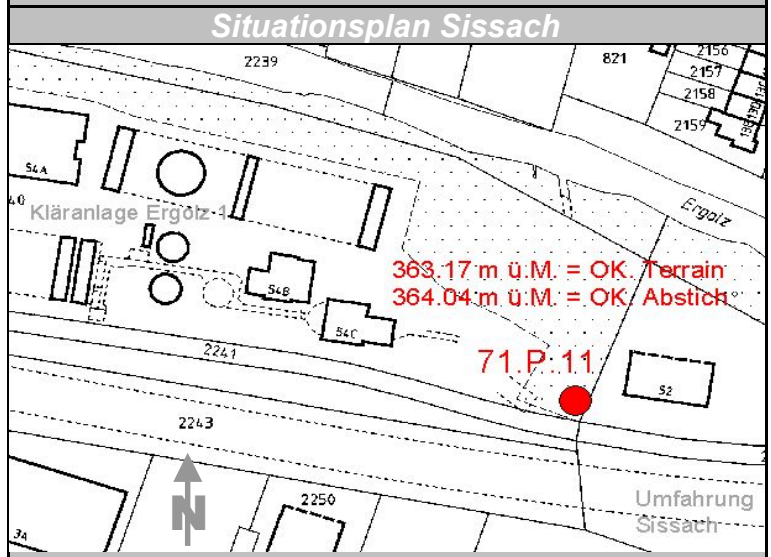 Situationsplan Sissach
2239
821
2156
2157
2158
2159
54A
Kläranlage Ergolz 1
Ergolz
363.17 m ü.M. = OK. Terrain
364.04 m ü.M. = OK. Abstich
54B
54C
71.P.11
2241
52
2243
N
2250
3A
Umfahrung
Sissach